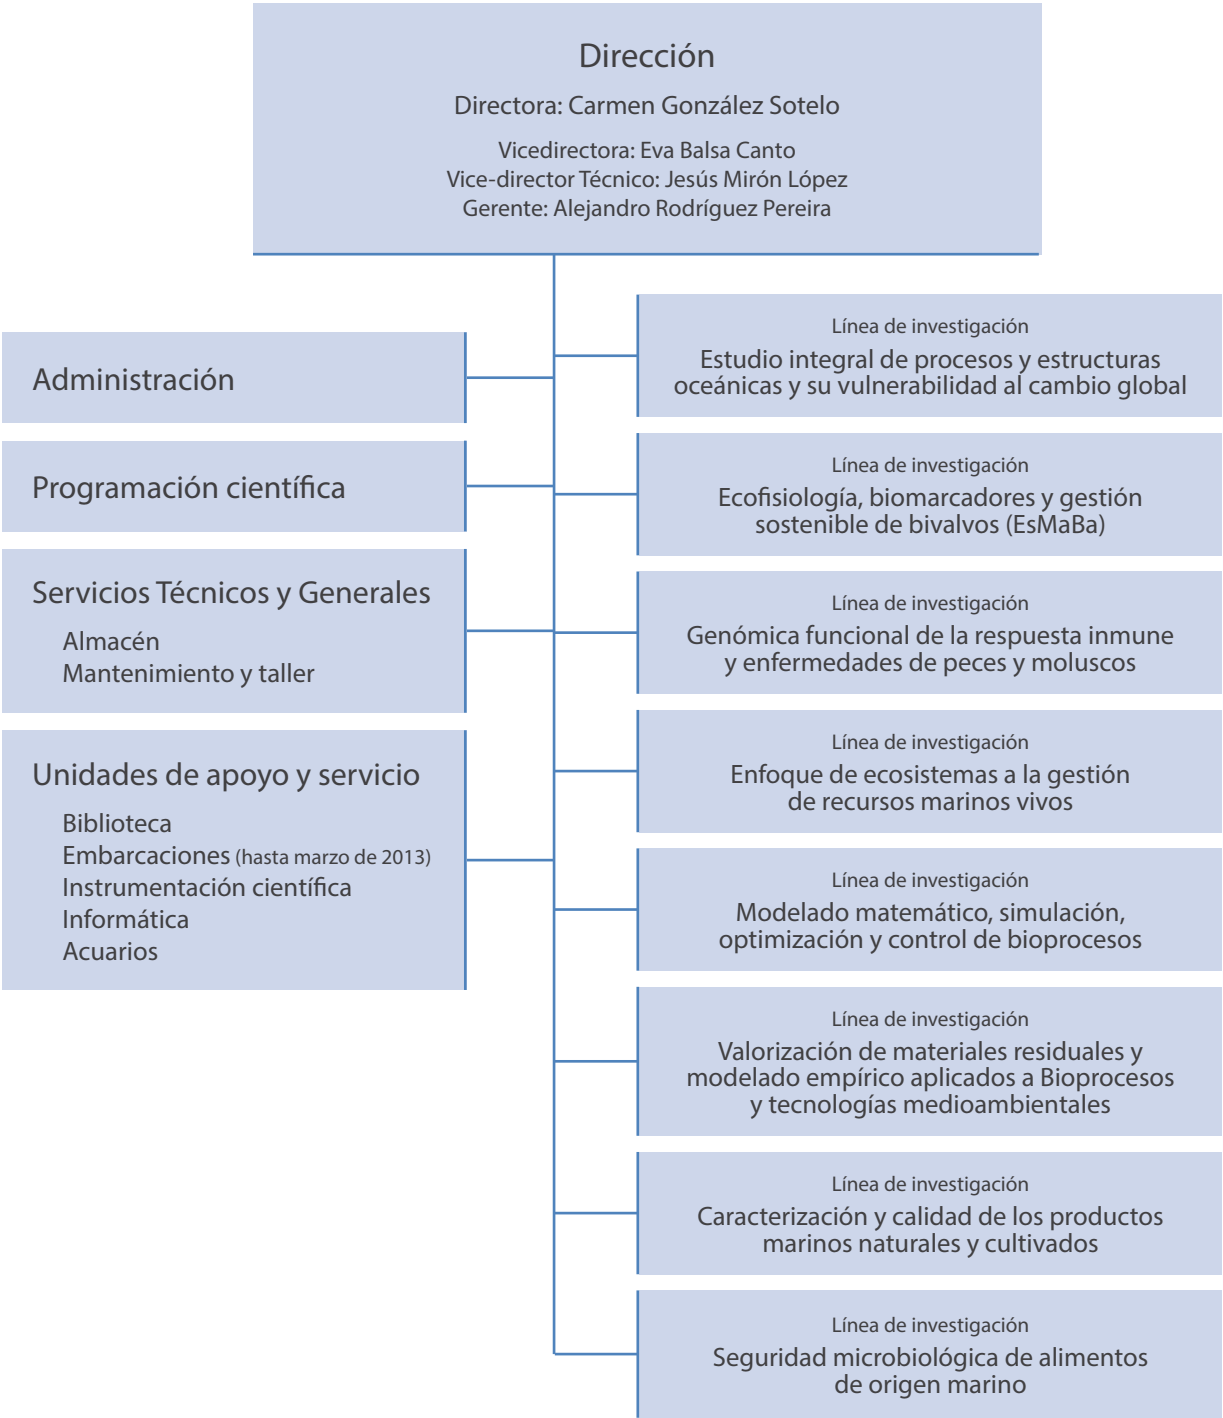 Dirección
Directora: Carmen González Sotelo
Vicedirectora: Eva Balsa Canto
Vice-director Técnico: Jesús Mirón López
Gerente: Alejandro Rodríguez Pereira
Administración
Programación científica
Servicios Técnicos y Generales
Almacén
Mantenimiento y taller
Unidades de apoyo y servicio
Biblioteca
Embarcaciones (hasta marzo de 2013)
Instrumentación científica
Informática
Acuarios
Línea de investigación
Estudio integral de procesos y estructuras
oceánicas y su vulnerabilidad al cambio global
Línea de investigación
Ecofisiología, biomarcadores y gestión
sostenible de bivalvos (EsMaBa)
Línea de investigación
Genómica funcional de la respuesta inmune
y enfermedades de peces y moluscos
Línea de investigación
Enfoque de ecosistemas a la gestión
de recursos marinos vivos
Línea de investigación
Modelado matemático, simulación,
optimización y control de bioprocesos
Línea de investigación
Valorización de materiales residuales y
modelado empírico aplicados a Bioprocesos
y tecnologías medioambientales
Línea de investigación
Caracterización y calidad de los productos
marinos naturales y cultivados
Línea de investigación
Seguridad microbiológica de alimentos
de origen marino